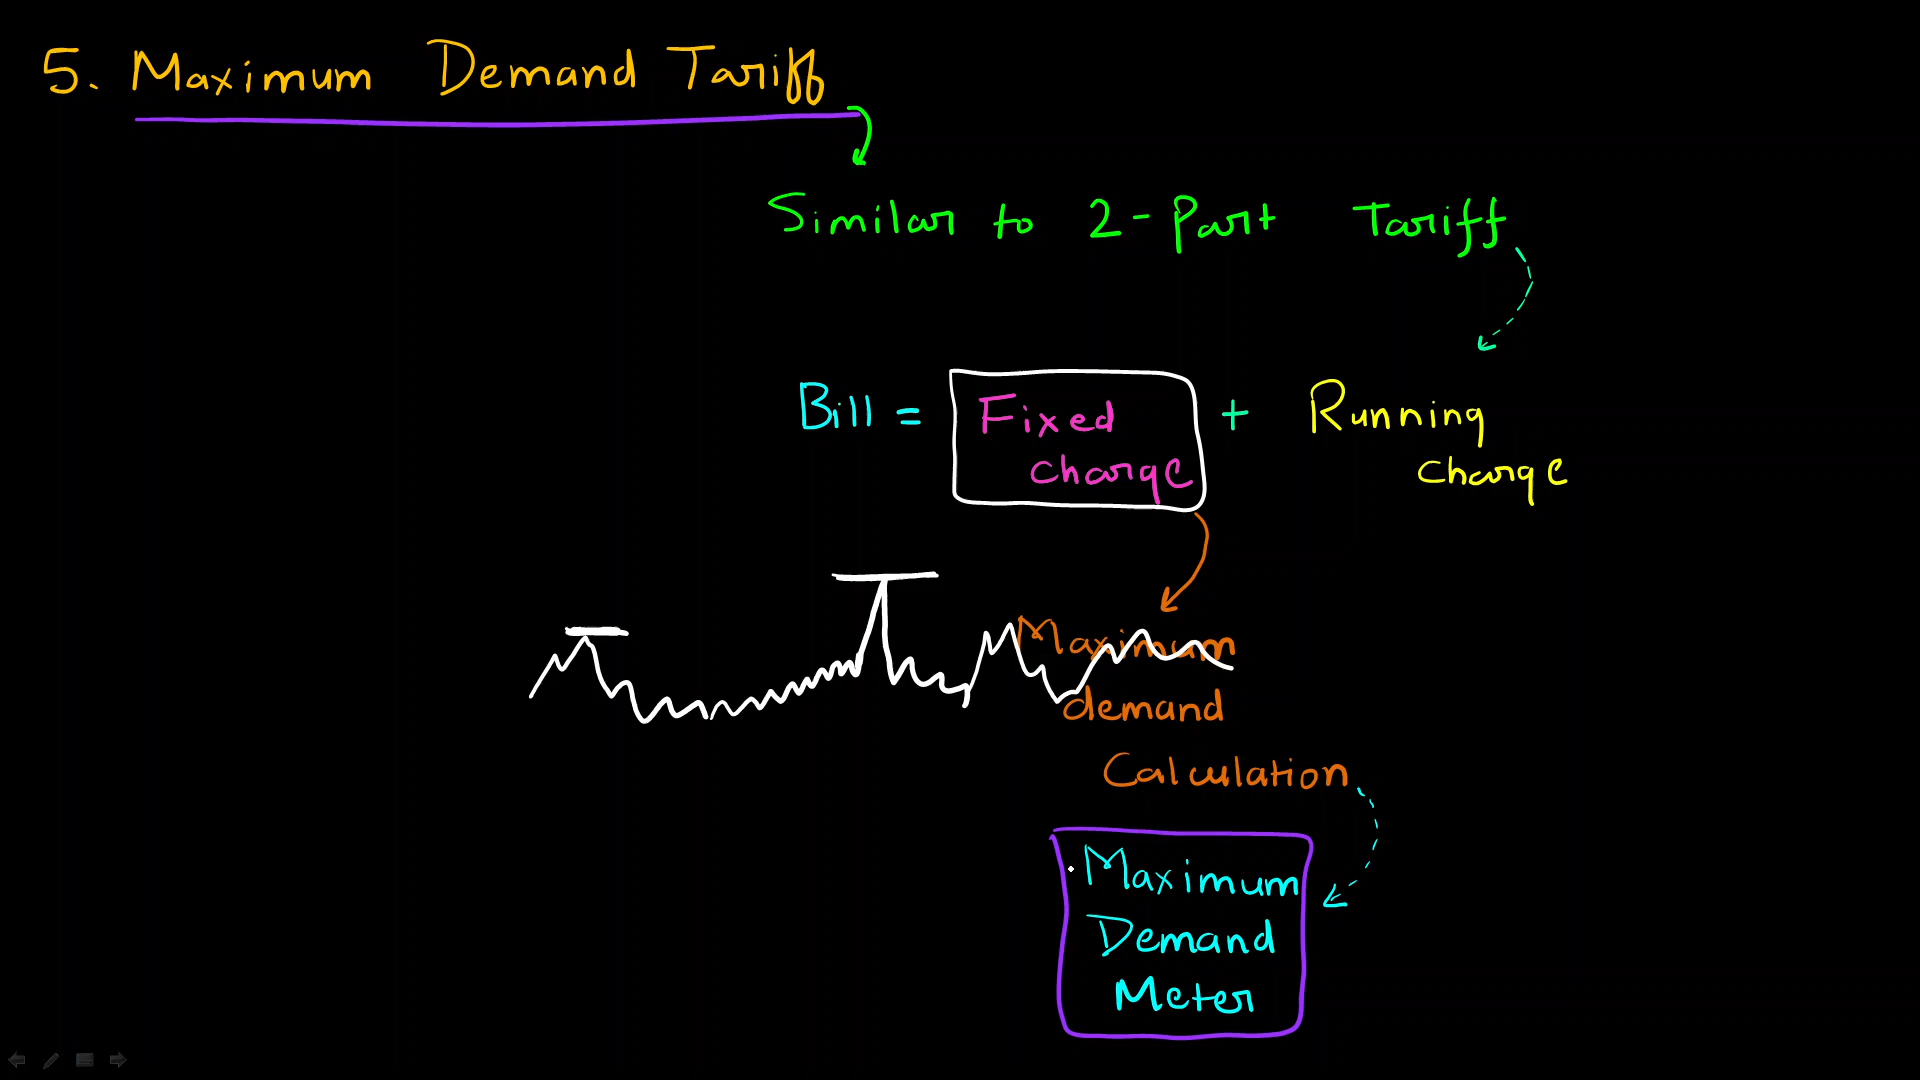 5. Maximum Demand Tariff
Similar to 2-Part Tariff
Bill = Fixed charge + Running charge
Maximum
demand
Calculation
Maximum
Demand
Meter